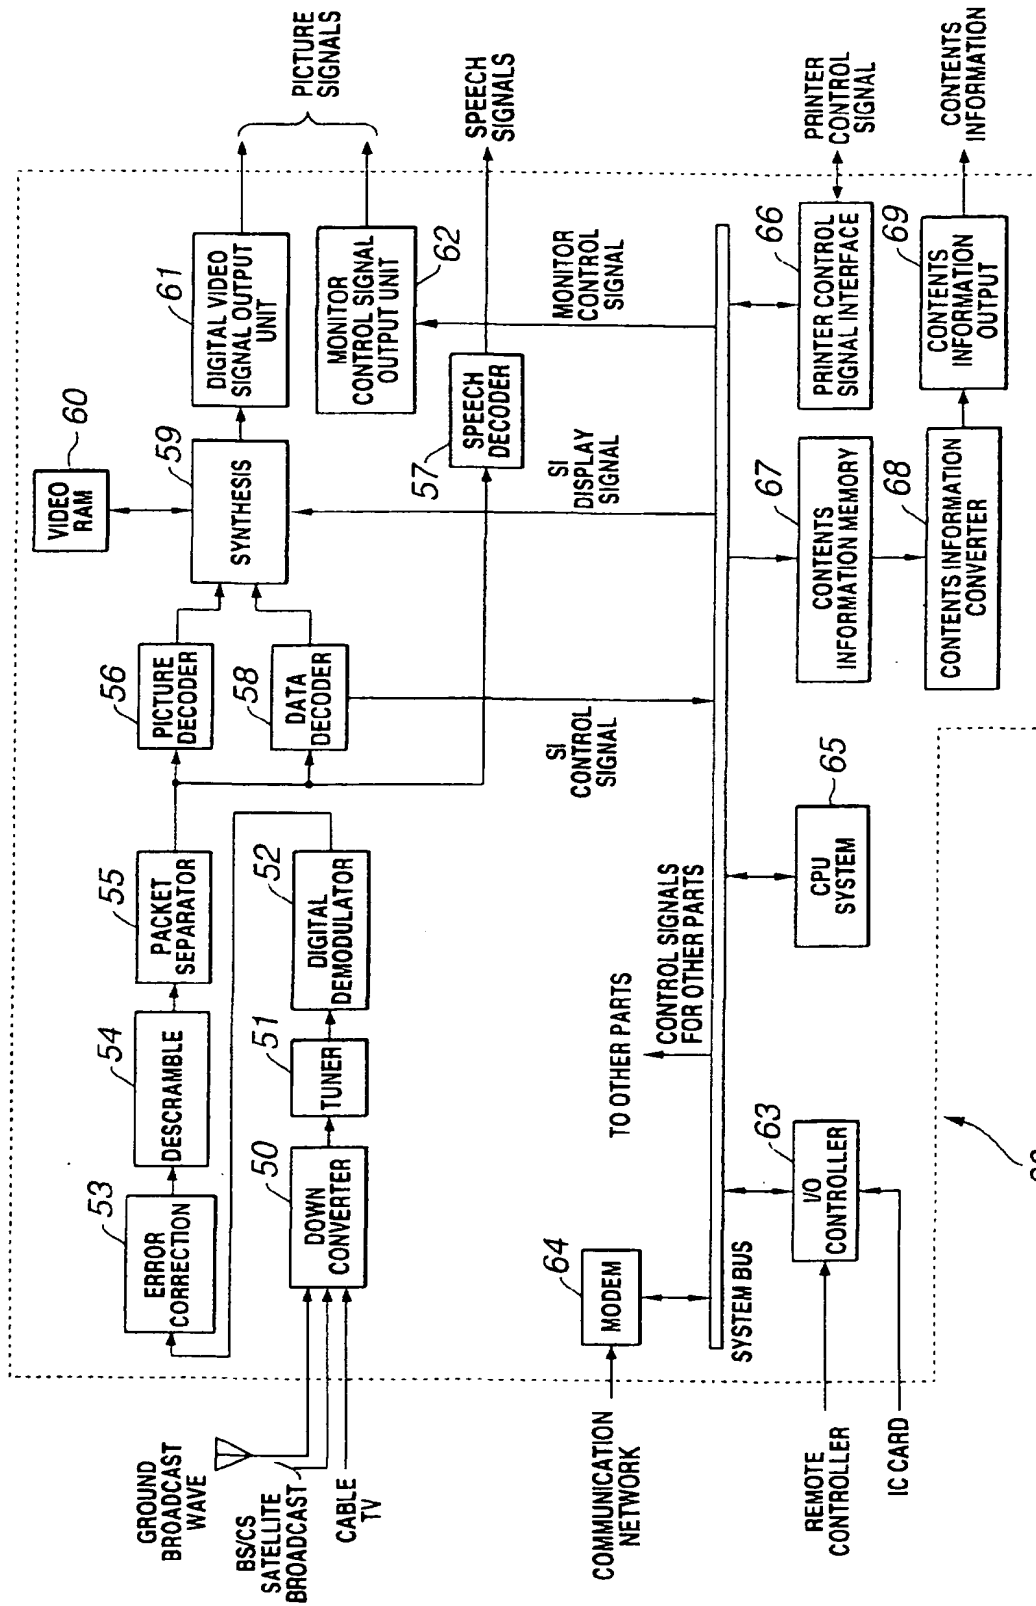 GROUND
BROADCAST
WAVE
BS/CS
SATELLITE
BROADCAST
CABLE
TV
53
ERROR
CORRECTION
54
DESCRAMBLE
55
PACKET
SEPARATOR
50
DOWN
CONVERTER
51
TUNER
52
DIGITAL
DEMODULATOR
56
PICTURE
DECODER
58
DATA
DECODER
60
VIDEO
RAM
59
SYNTHESIS
61
DIGITAL VIDEO
SIGNAL OUTPUT
UNIT
MONITOR
CONTROL SIGNAL
OUTPUT UNIT
62
PICTURE
SIGNALS
57
SPEECH
DECODER
SPEECH
SIGNALS
SI
CONTROL
SIGNAL
SI
DISPLAY
SIGNAL
MONITOR
CONTROL
SIGNAL
COMMUNICATION
NETWORK
64
MODEM
TO OTHER PARTS
CONTROL SIGNALS
FOR OTHER PARTS
SYSTEM BUS
REMOTE
CONTROLLER
IC CARD
63
I/O
CONTROLLER
65
CPU
SYSTEM
67
CONTENTS
INFORMATION MEMORY
68
CONTENTS INFORMATION
CONVERTER
66
PRINTER CONTROL
SIGNAL INTERFACE
69
CONTENTS
INFORMATION
OUTPUT
PRINTER
CONTROL
SIGNAL
CONTENTS
INFORMATION